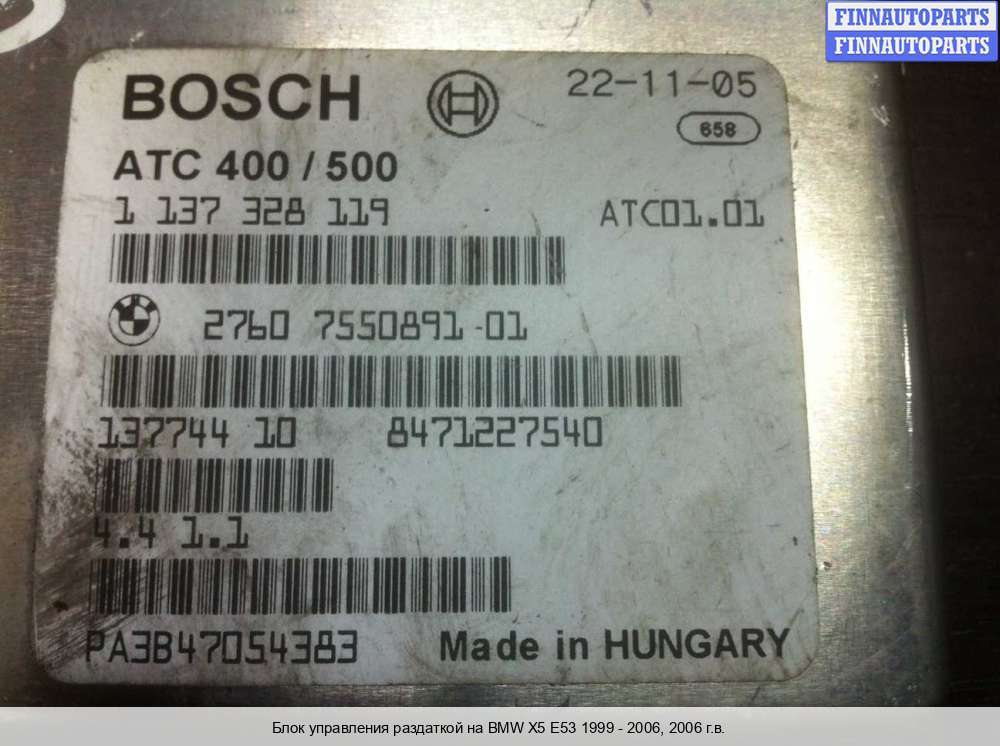 FINNAUTOPARTS
FINNAUTOPARTS
BOSCH
22-11-05
658
ATC 400 / 500
1 137 328 119
ATC01.01
2760 7550891-01
137744 10
8471227540
4.4 1.1
PA3B47054383
Made in HUNGARY
Блок управления раздаткой на BMW X5 E53 1999 - 2006, 2006 г.в.